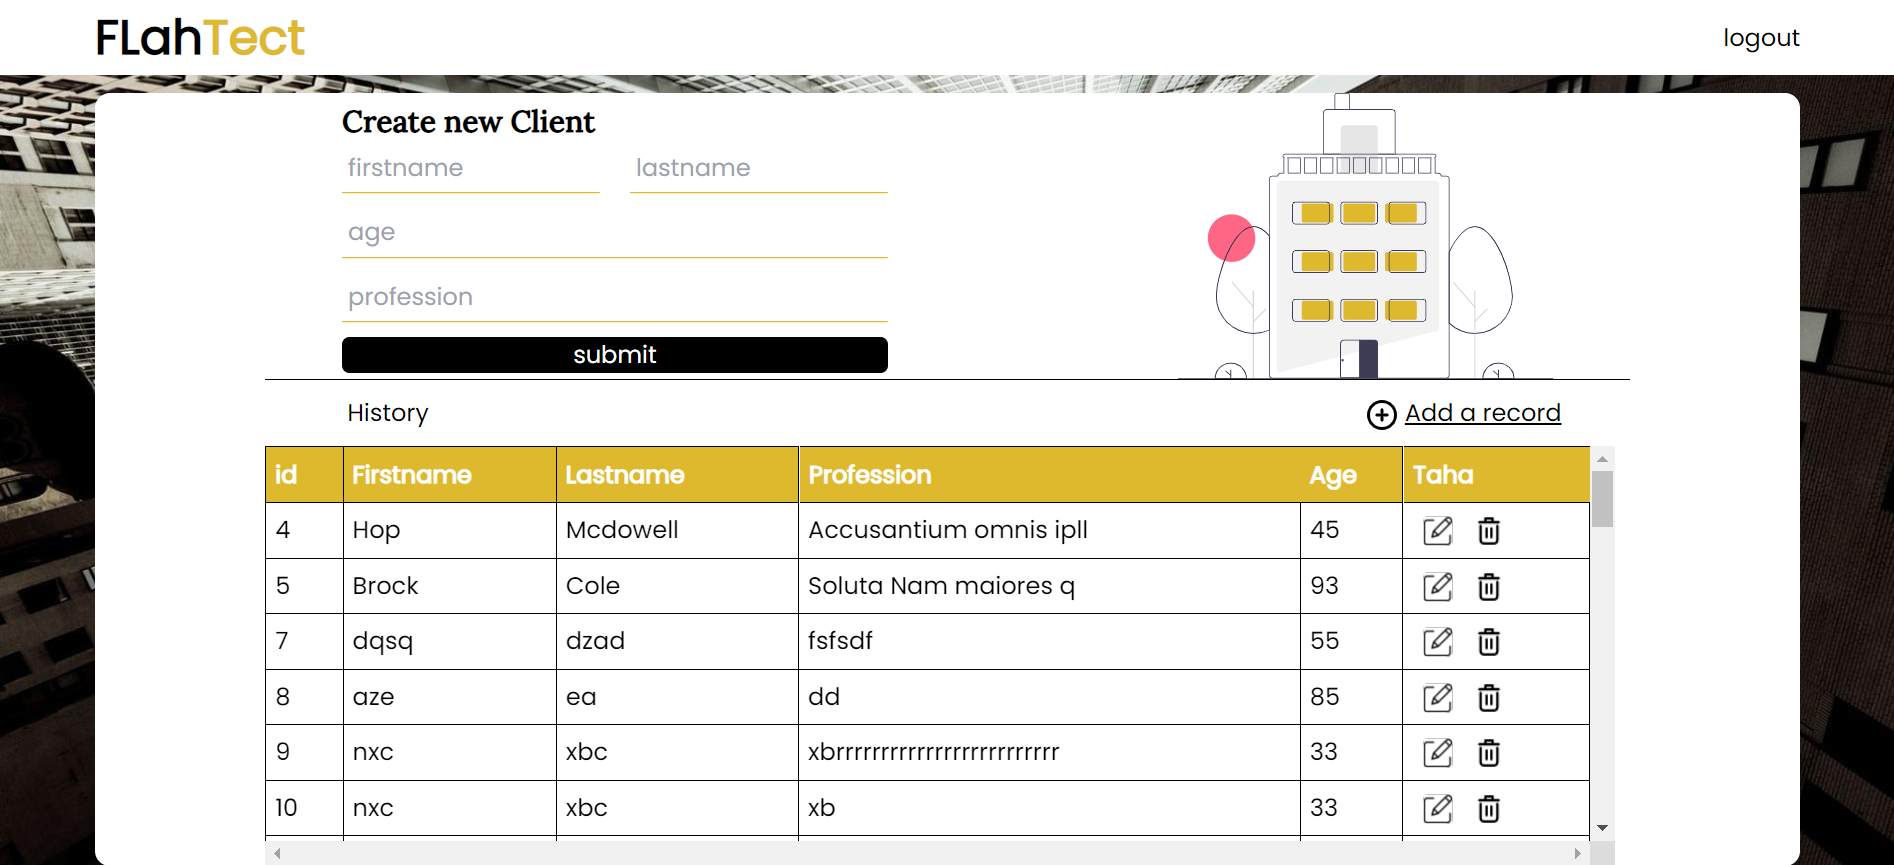 FLahTect
logout
Create new Client
firstname lastname
age
profession
submit
History Add a record
id Firstname Lastname Profession Age Taha
4 Hop Mcdowell Accusantium omnis ipll 45
5 Brock Cole Soluta Nam maiores q 93
7 dqsq dzad fsfsdf 55
8 aze ea dd 85
9 nxc xbc xbrrrrrrrrrrrrrrrrrrrrrrrrr 33
10 nxc xbc xb 33